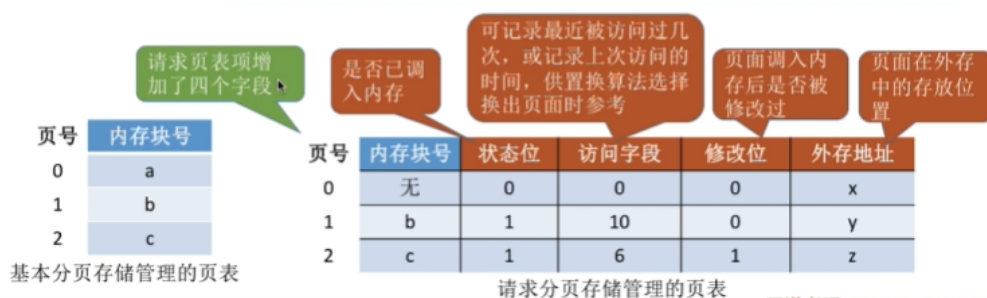 请求页表项增
加了四个字段
是否已调
入内存
可记录最近被访问过几
次，或记录上次访问的
时间，供置换算法选择
换出页面时参考
页面调入内
存后是否被
修改过
页面在外存
中的存放位
置
页号 内存块号
0 a
1 b
2 c
基本分页存储管理的页表
页号 内存块号 状态位 访问字段 修改位 外存地址
0 无 0 0 0 x
1 b 1 10 0 y
2 c 1 6 1 z
请求分页存储管理的页表